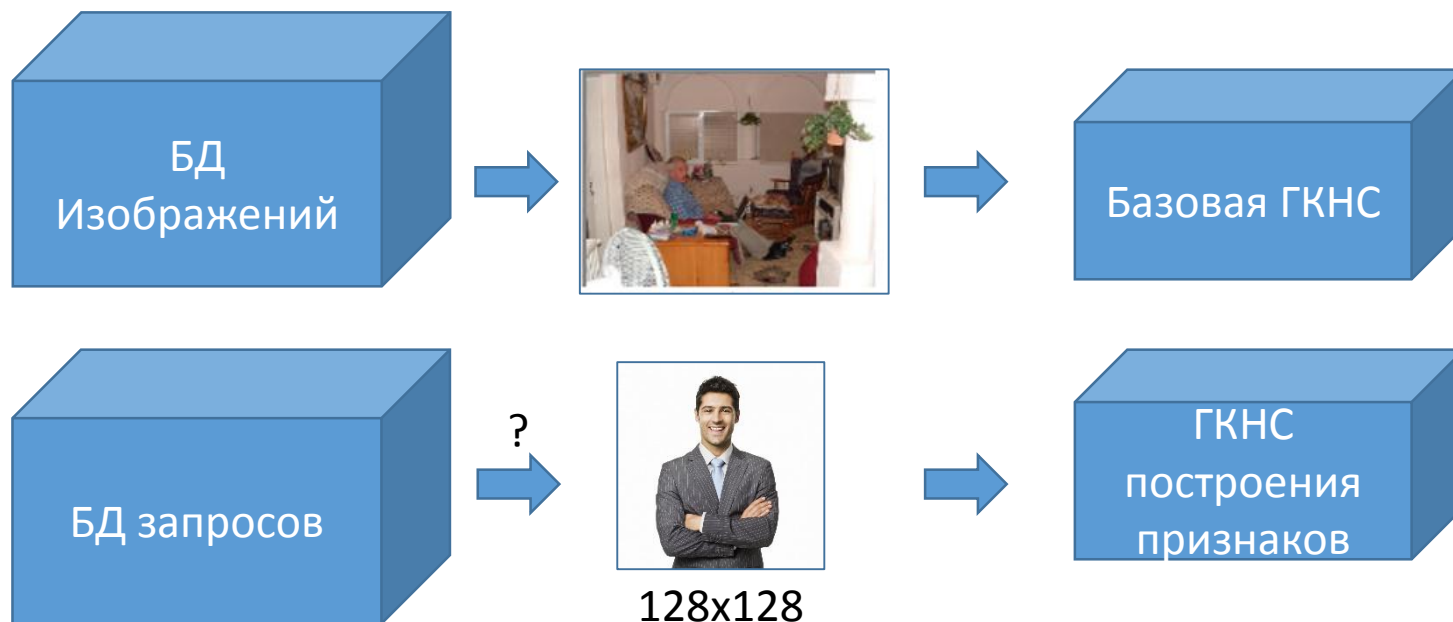 БД
Изображений
Базовая ГКНС
?
БД запросов
ГКНС
построения
признаков
128x128